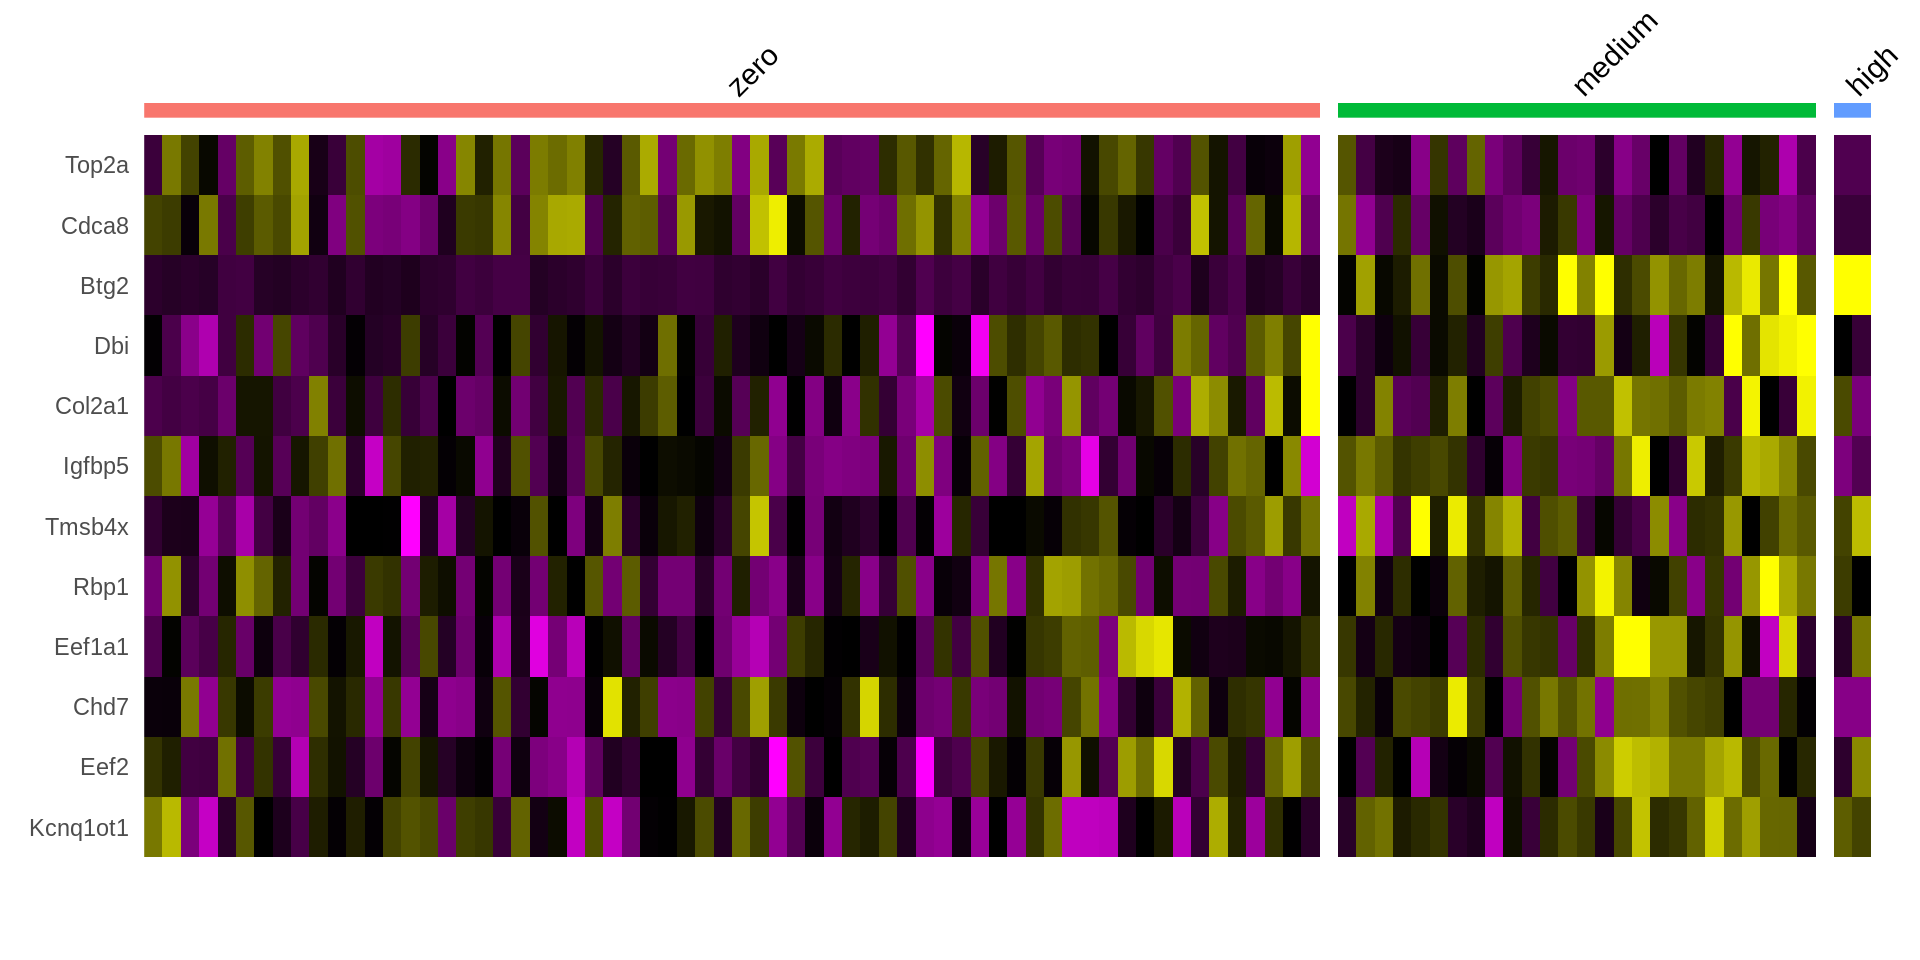 zero
medium
high
Top2a
Cdca8
Btg2
Dbi
Col2a1
Igfbp5
Tmsb4x
Rbp1
Eef1a1
Chd7
Eef2
Kcnq1ot1